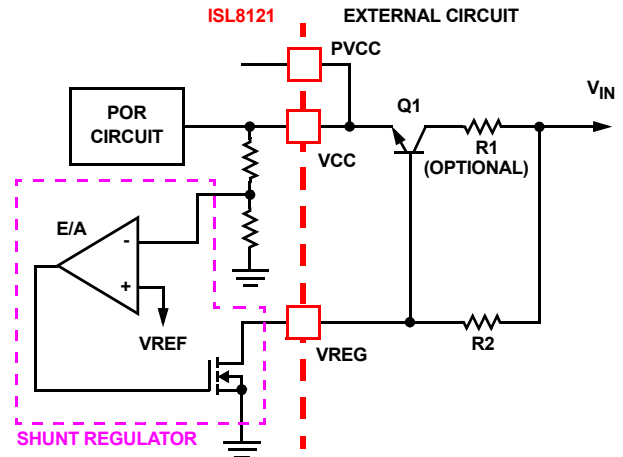 ISL8121
EXTERNAL CIRCUIT
PVCC
POR
CIRCUIT
VCC
Q1
R1
(OPTIONAL)
VIN
E/A
-
+
VREF
VREG
R2
SHUNT REGULATOR